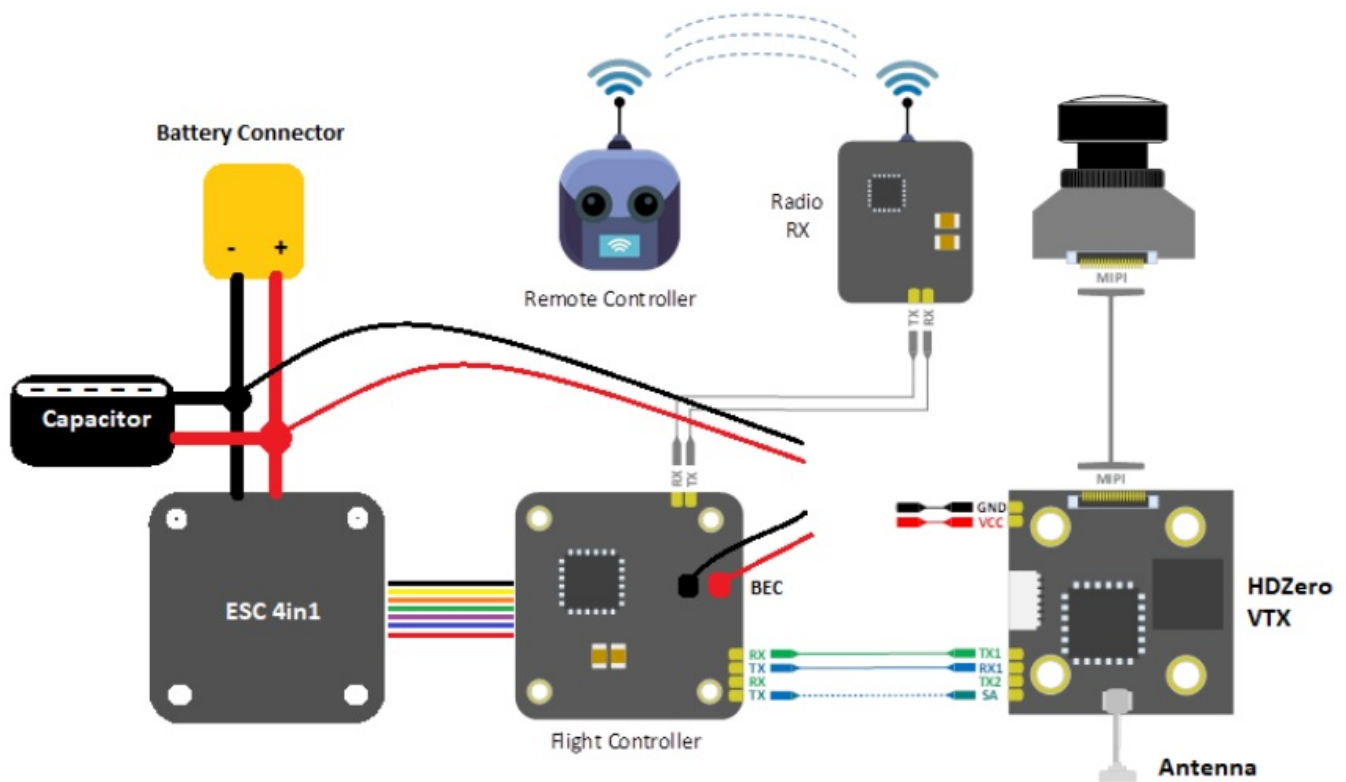 Battery Connector
- +
Capacitor
Remote Controller
Radio
RX
TX
RX
MIPI
MIPI
RX
TX
GND
VCC
ESC 4in1
BEC
HDZero
VTX
RX
TX
RX
TX
TX1
RX1
TX2
SA
Flight Controller
Antenna